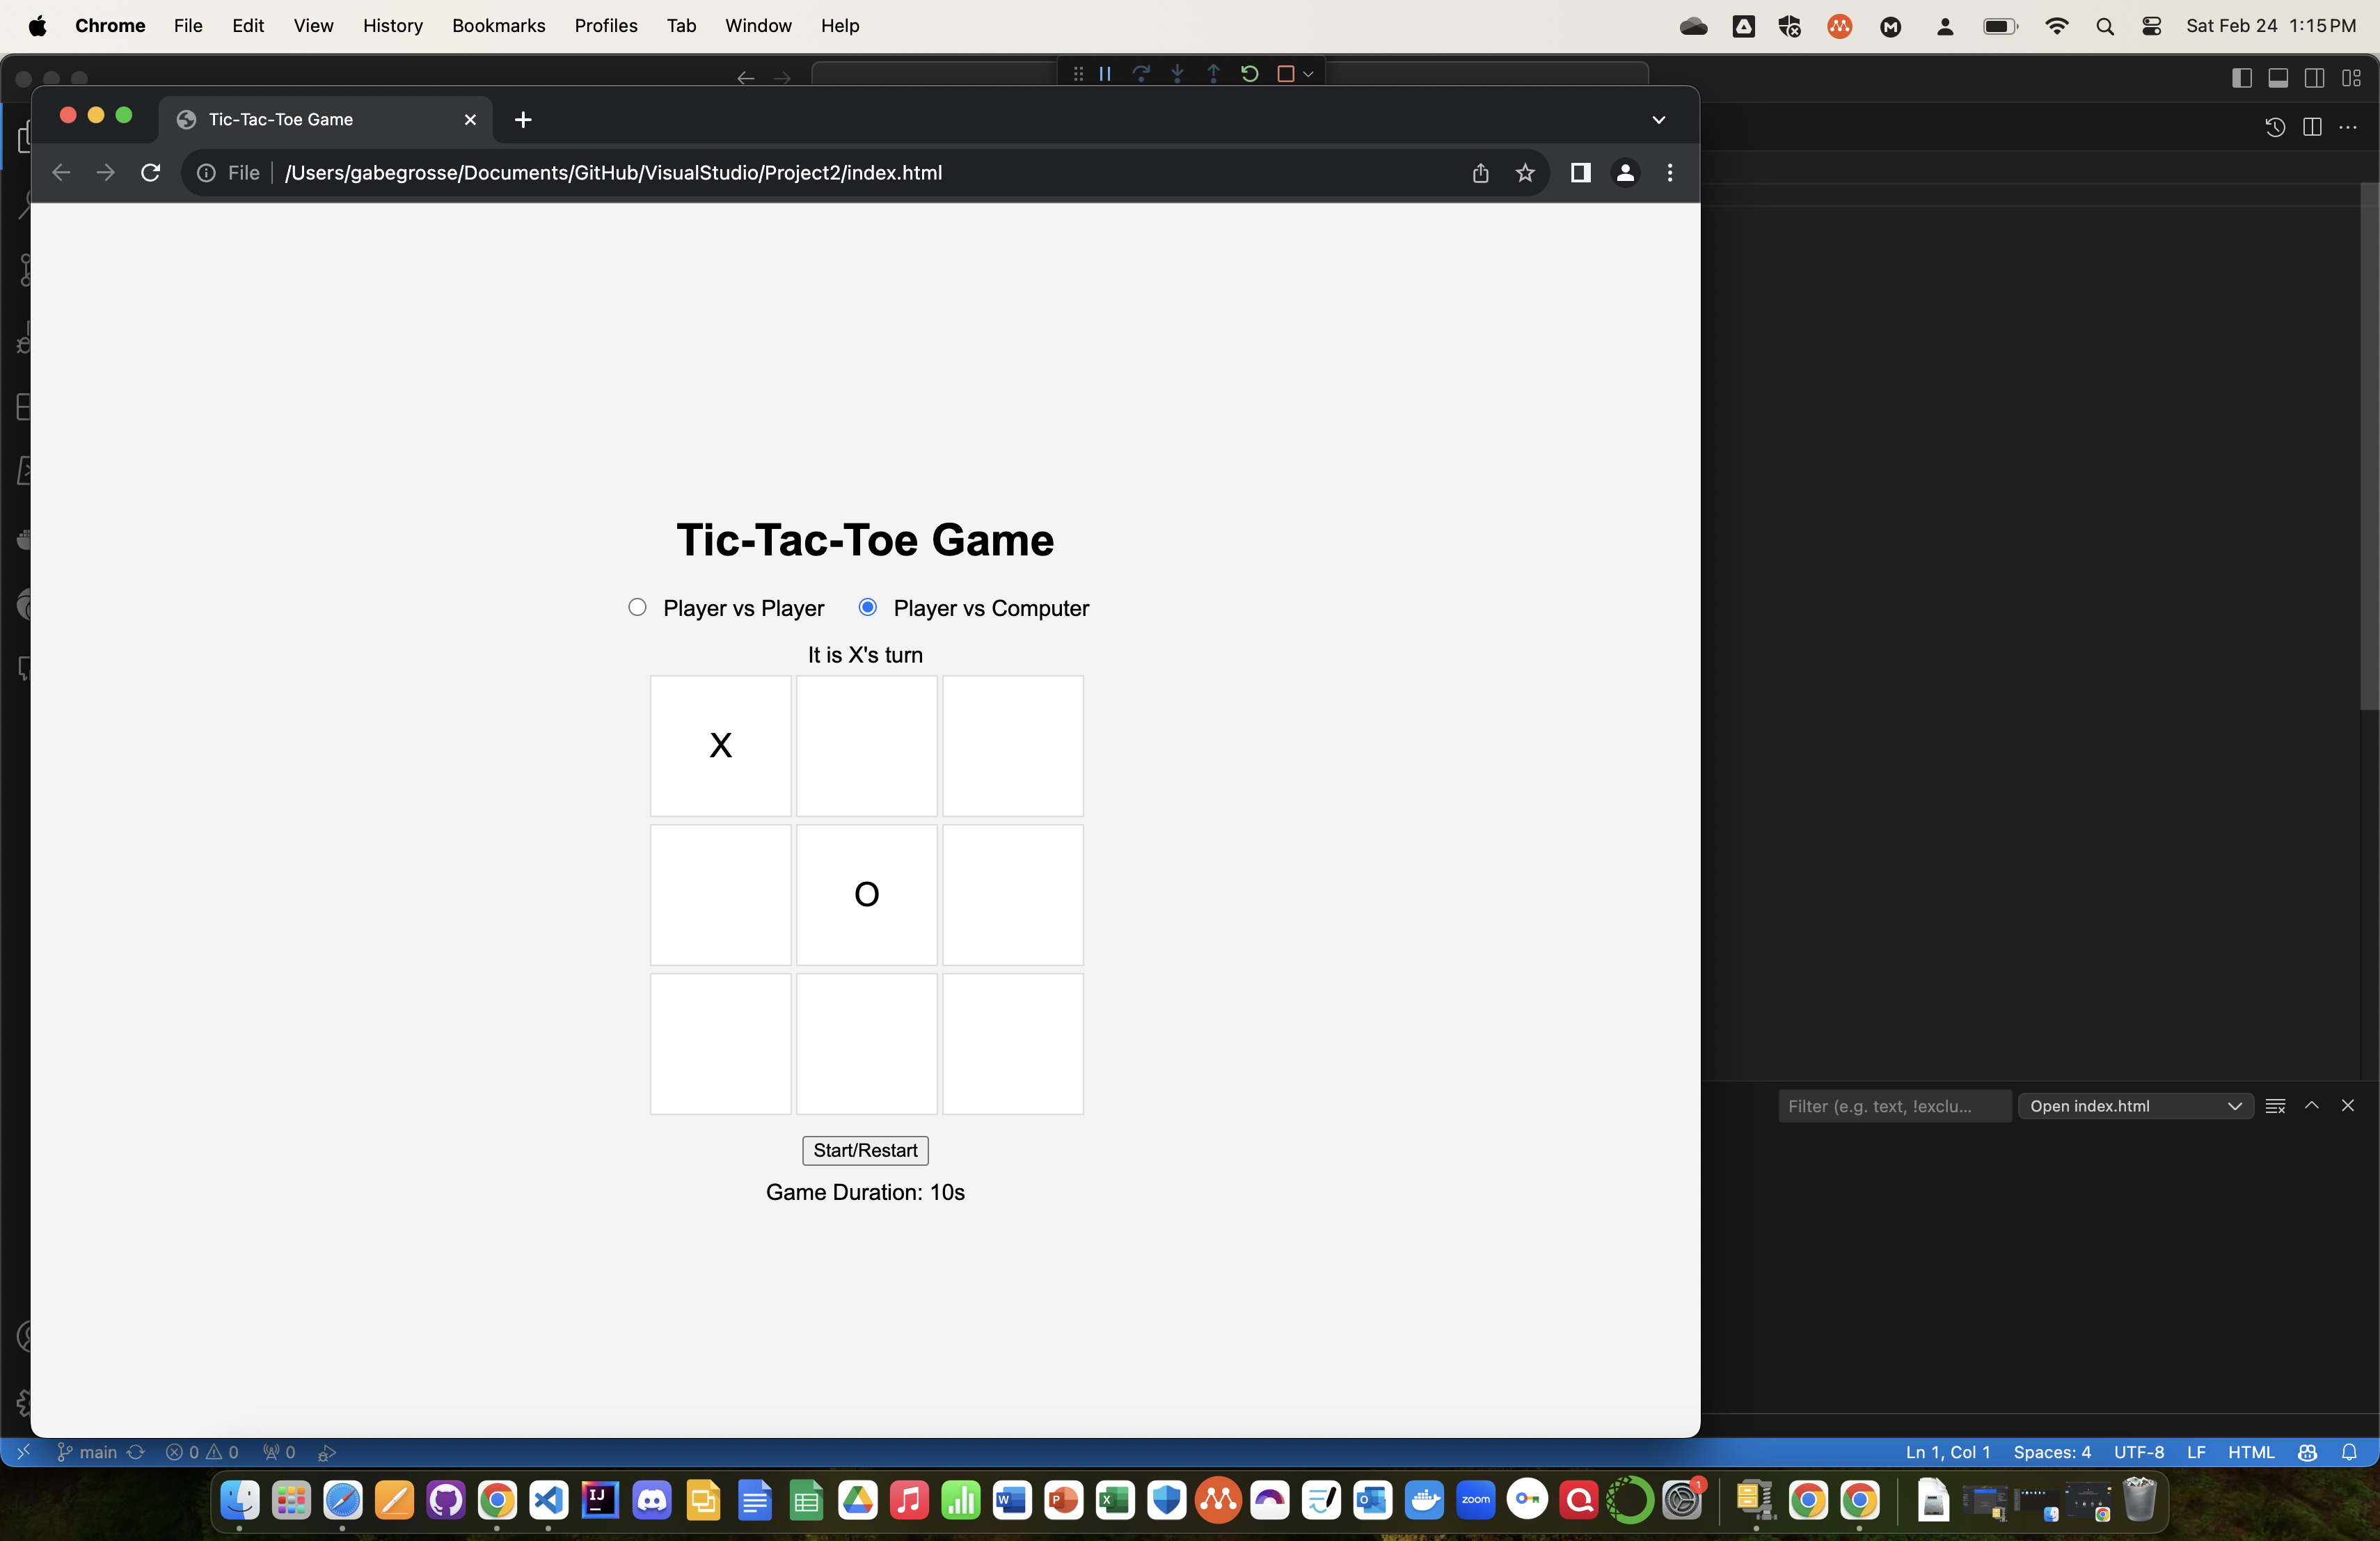 Chrome File Edit View History Bookmarks Profiles Tab Window Help Sat Feb 24 1:15 PM
Tic-Tac-Toe Game
File /Users/gabegrosse/Documents/GitHub/VisualStudio/Project2/index.html
Tic-Tac-Toe Game
Player vs Player Player vs Computer
It is X's turn
X
O
Start/Restart
Game Duration: 10s
Filter (e.g. text, !exclu... Open index.html
main 0 0 0 Ln 1, Col 1 Spaces: 4 UTF-8 LF HTML
IJ W P X O zoom 1